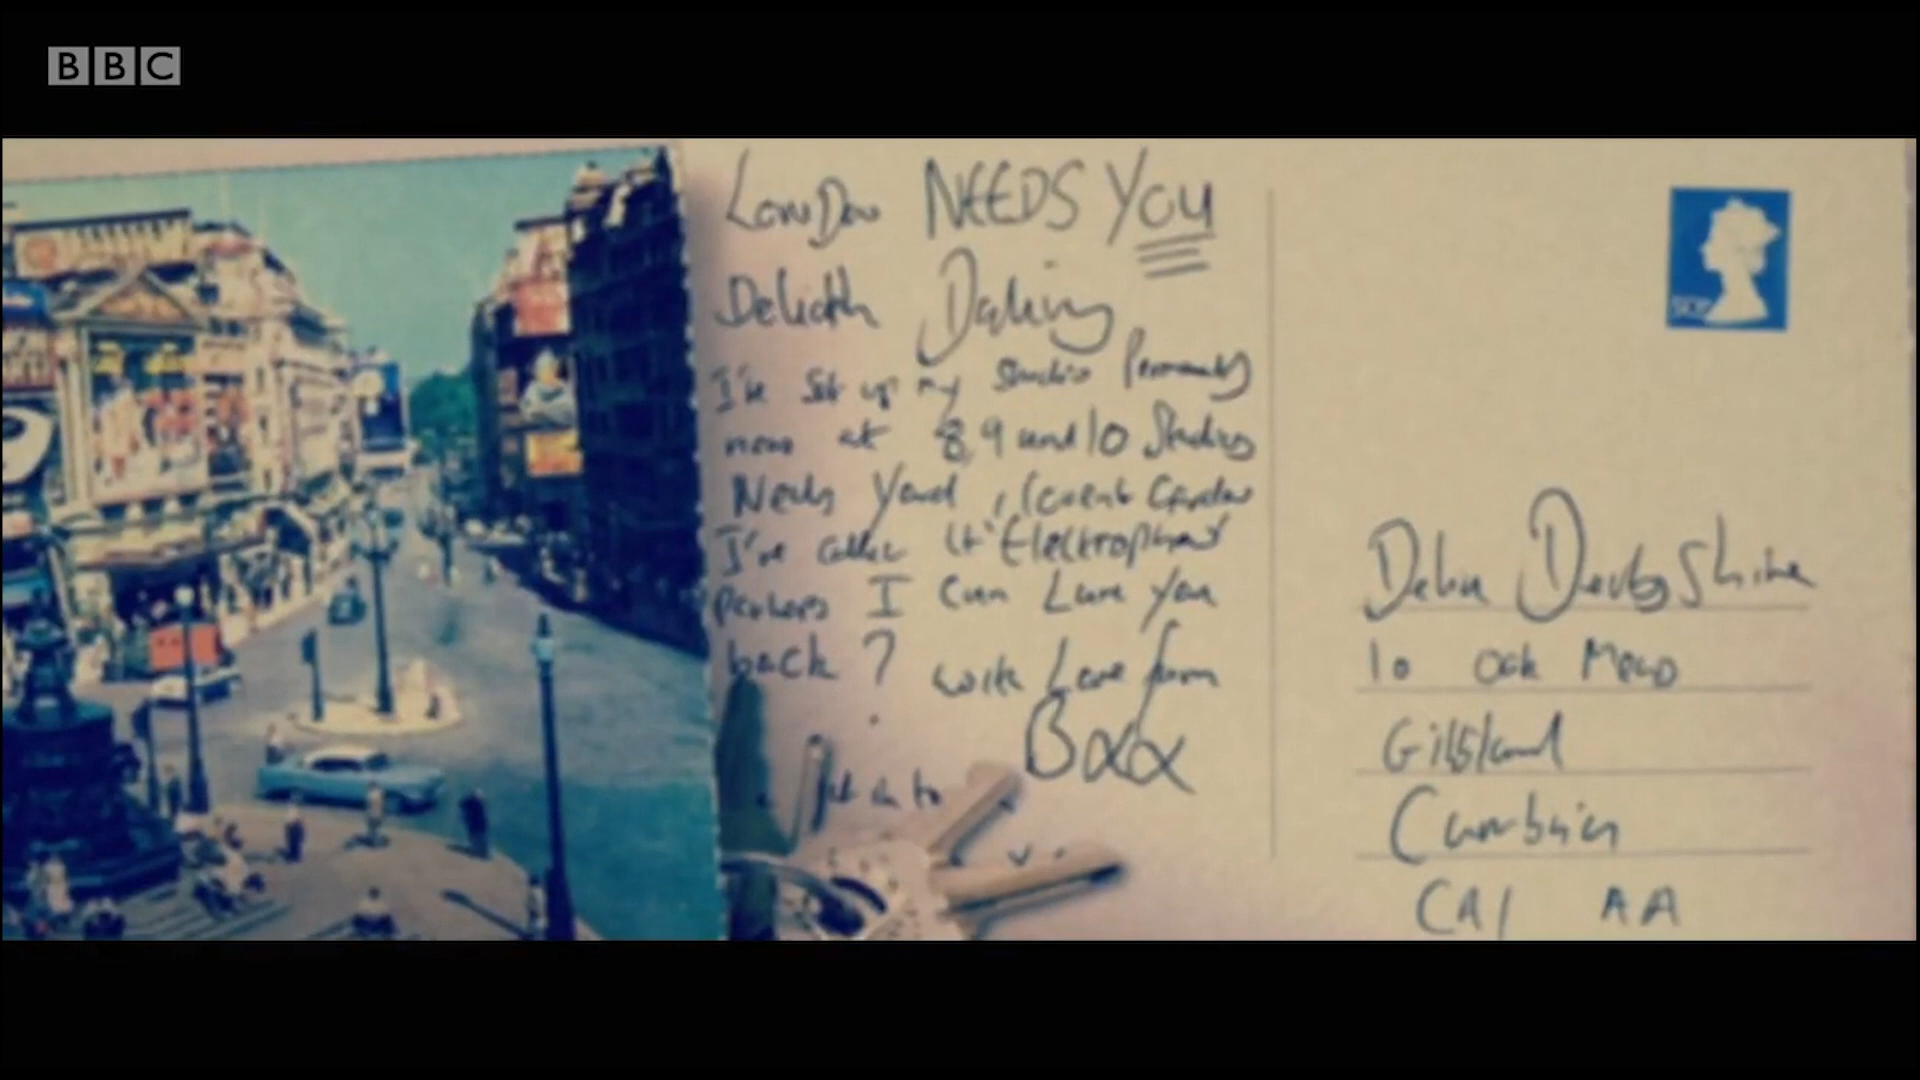 BBC
LONDON NEEDS YOU
Deliah Darling
I've set up my studio permanently
now at 8, 9 and 10 Studios
Neals Yard, Covent Garden
I've called it "Electrophon"
perhaps I can lure you
back?
with Love from
Bxx
Delia Derbyshire
10 Oak Mead
Gilsland
Cumbria
CA1 AA